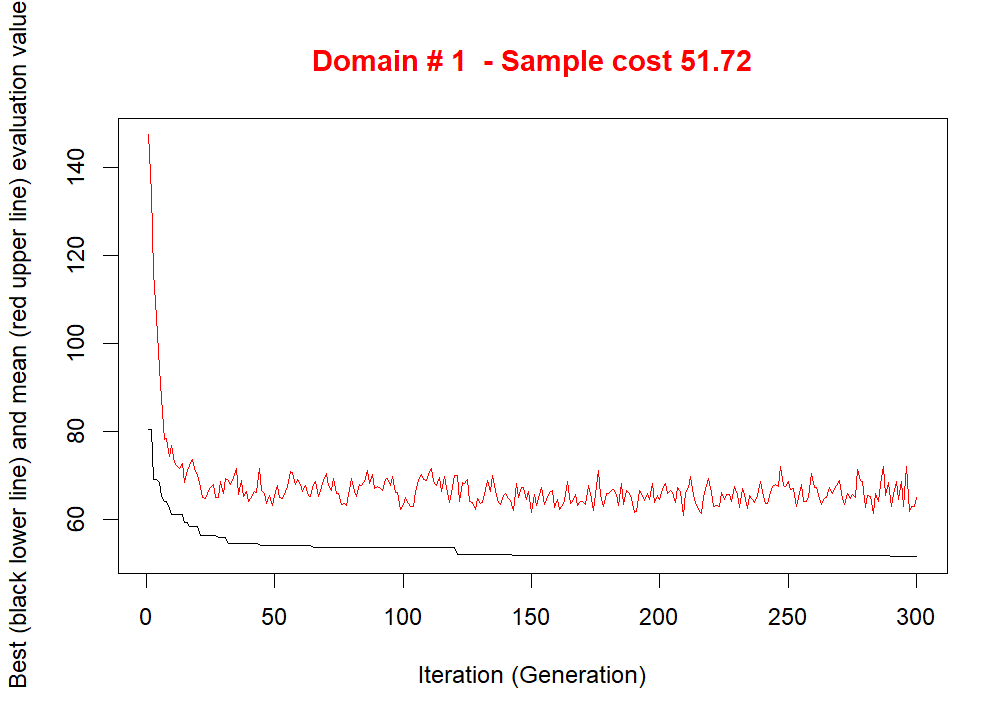 Domain # 1  - Sample cost 51.72
Best (black lower line) and mean (red upper line) evaluation value
140
120
100
80
60
0 50 100 150 200 250 300
Iteration (Generation)